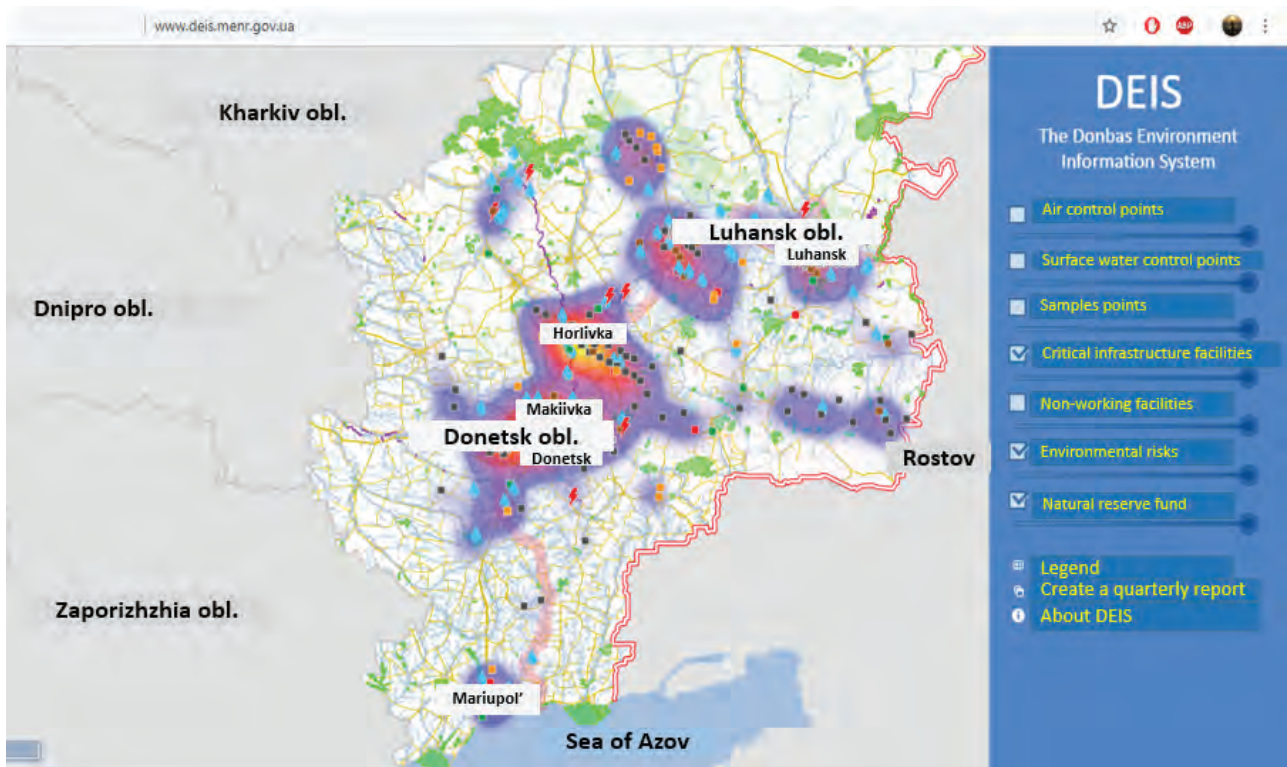 www.deis.menr.gov.ua
ABP
Kharkiv obl.
Luhansk obl.
Luhansk
Dnipro obl.
Horlivka
Makiivka
Donetsk obl.
Donetsk
Rostov
Zaporizhzhia obl.
Mariupol’
Sea of Azov
DEIS
The Donbas Environment
Information System
Air control points
Surface water control points
Samples points
Critical infrastructure facilities
Non-working facilities
Environmental risks
Natural reserve fund
Legend
Create a quarterly report
About DEIS